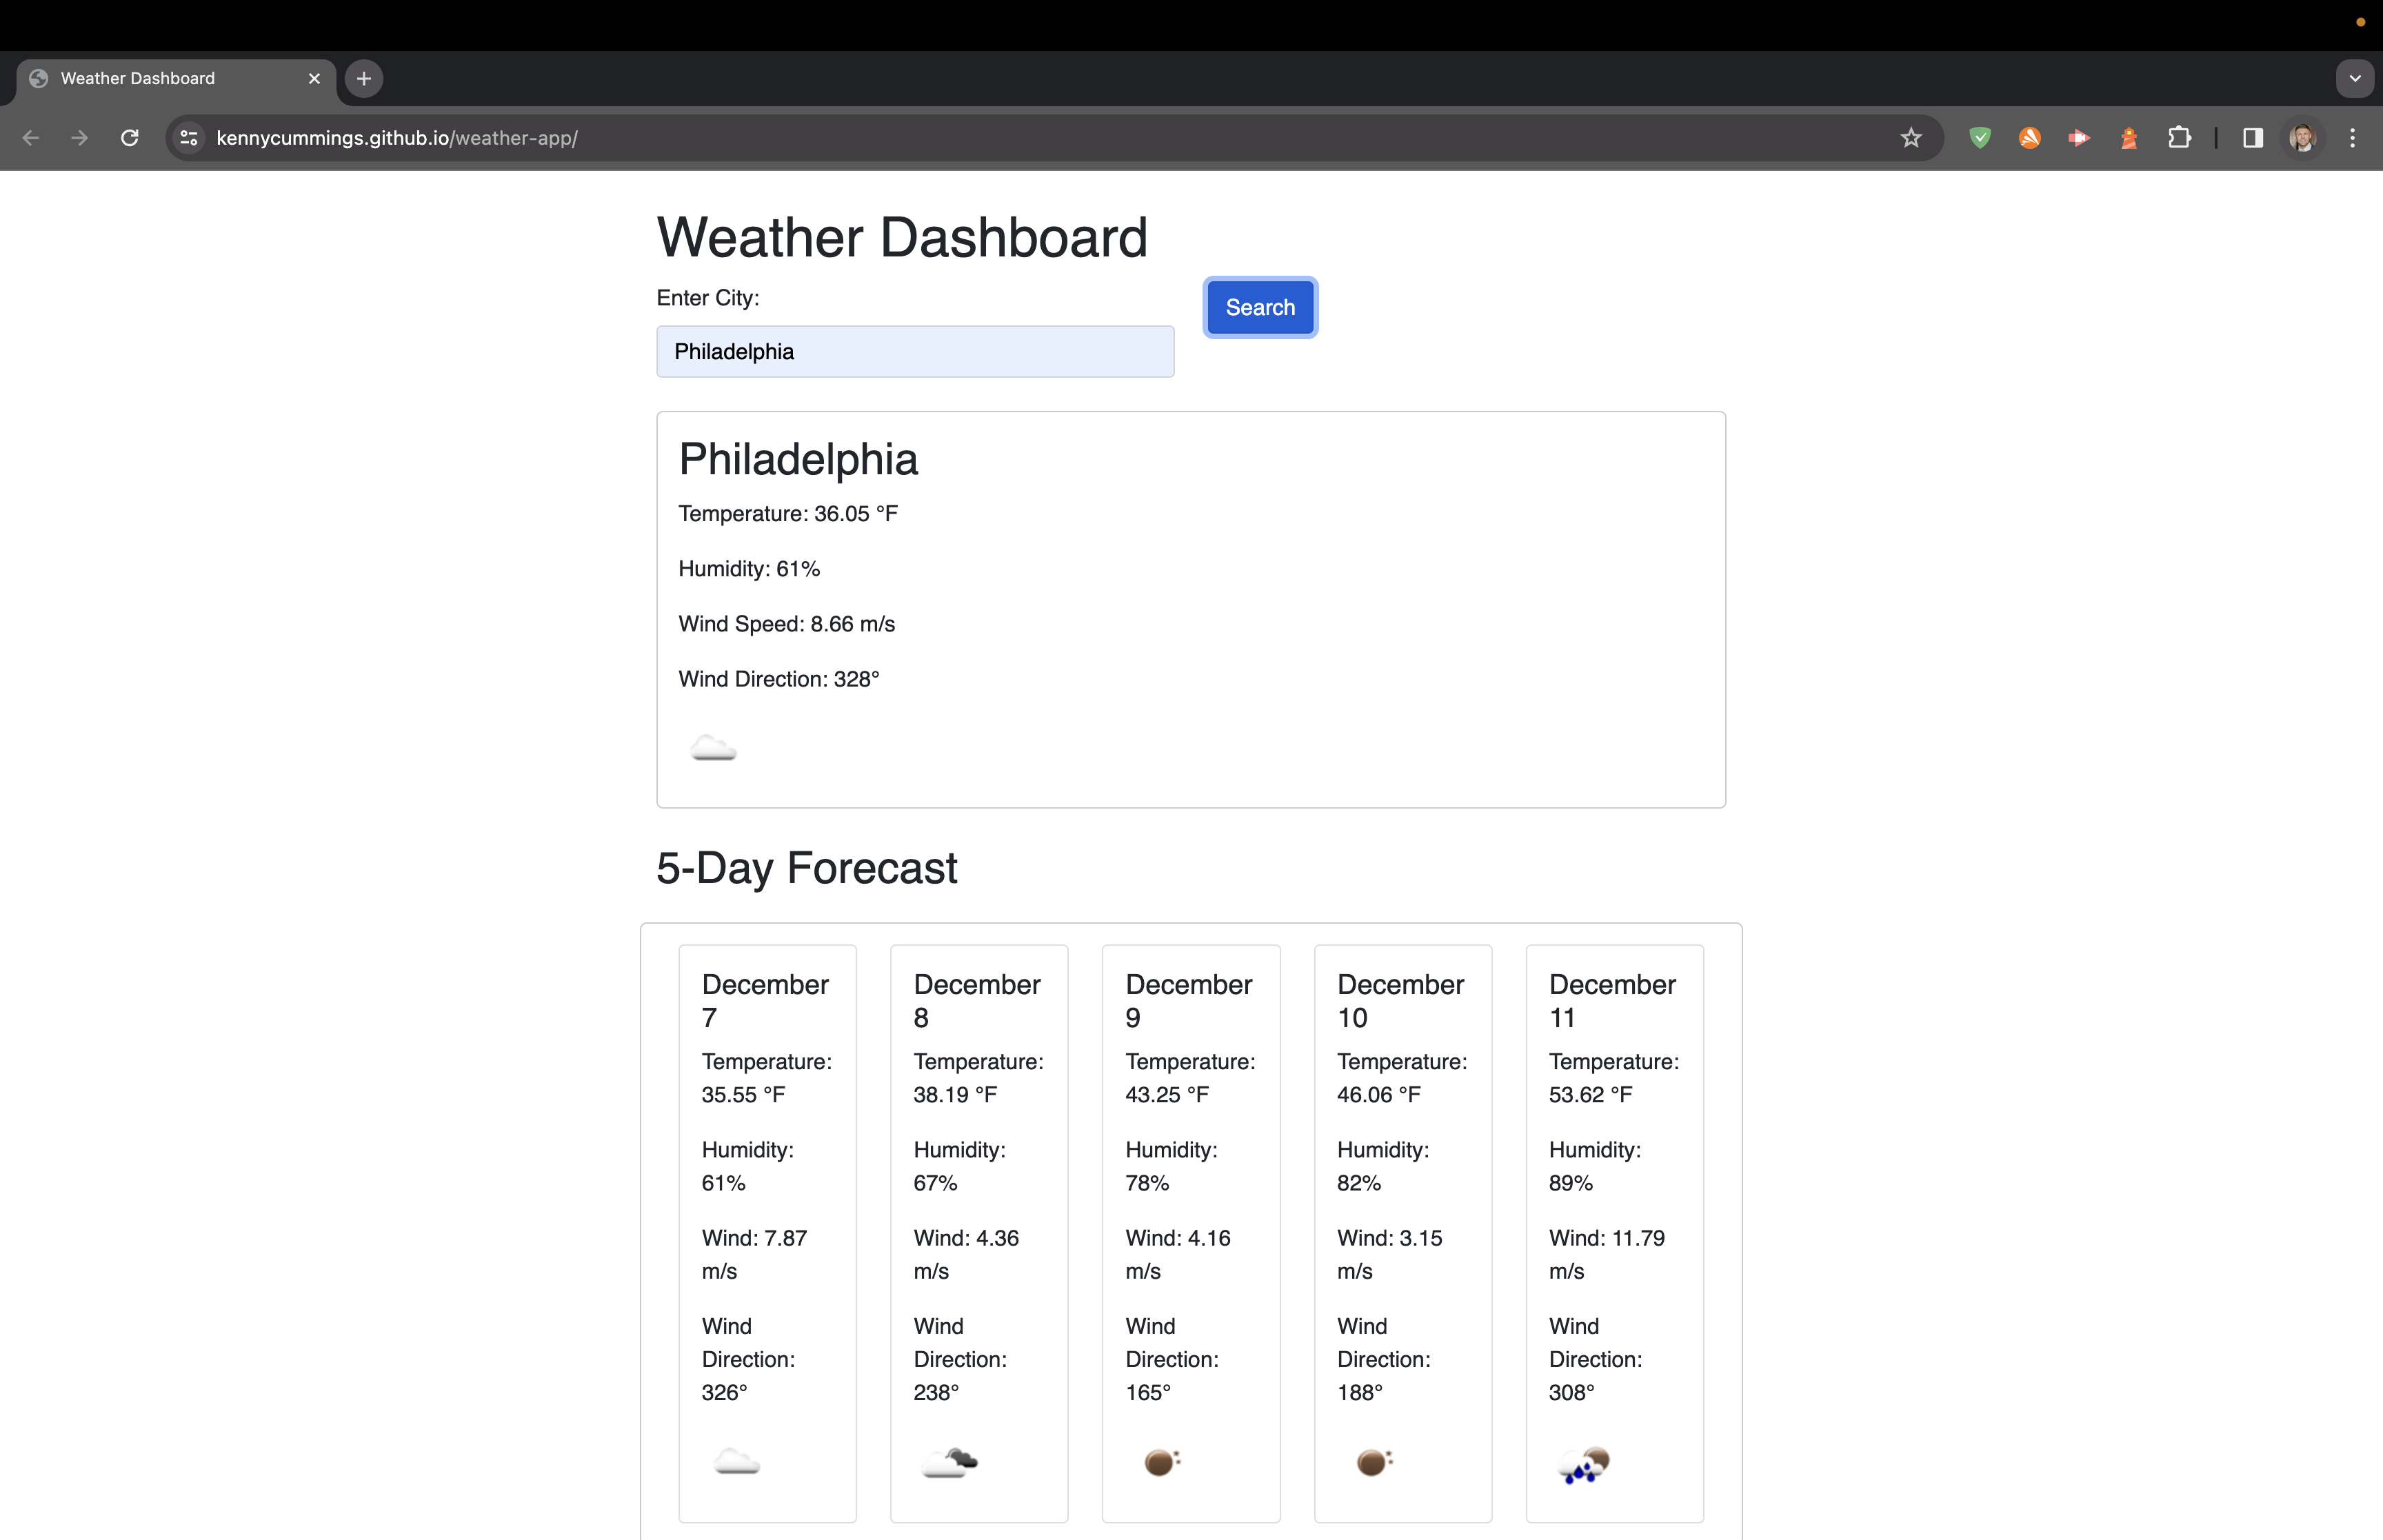 Weather Dashboard
kennycummings.github.io/weather-app/
Weather Dashboard
Enter City:
Search
Philadelphia
Philadelphia
Temperature: 36.05 °F
Humidity: 61%
Wind Speed: 8.66 m/s
Wind Direction: 328°
5-Day Forecast
December
7
Temperature:
35.55 °F
Humidity:
61%
Wind: 7.87
m/s
Wind
Direction:
326°
December
8
Temperature:
38.19 °F
Humidity:
67%
Wind: 4.36
m/s
Wind
Direction:
238°
December
9
Temperature:
43.25 °F
Humidity:
78%
Wind: 4.16
m/s
Wind
Direction:
165°
December
10
Temperature:
46.06 °F
Humidity:
82%
Wind: 3.15
m/s
Wind
Direction:
188°
December
11
Temperature:
53.62 °F
Humidity:
89%
Wind: 11.79
m/s
Wind
Direction:
308°